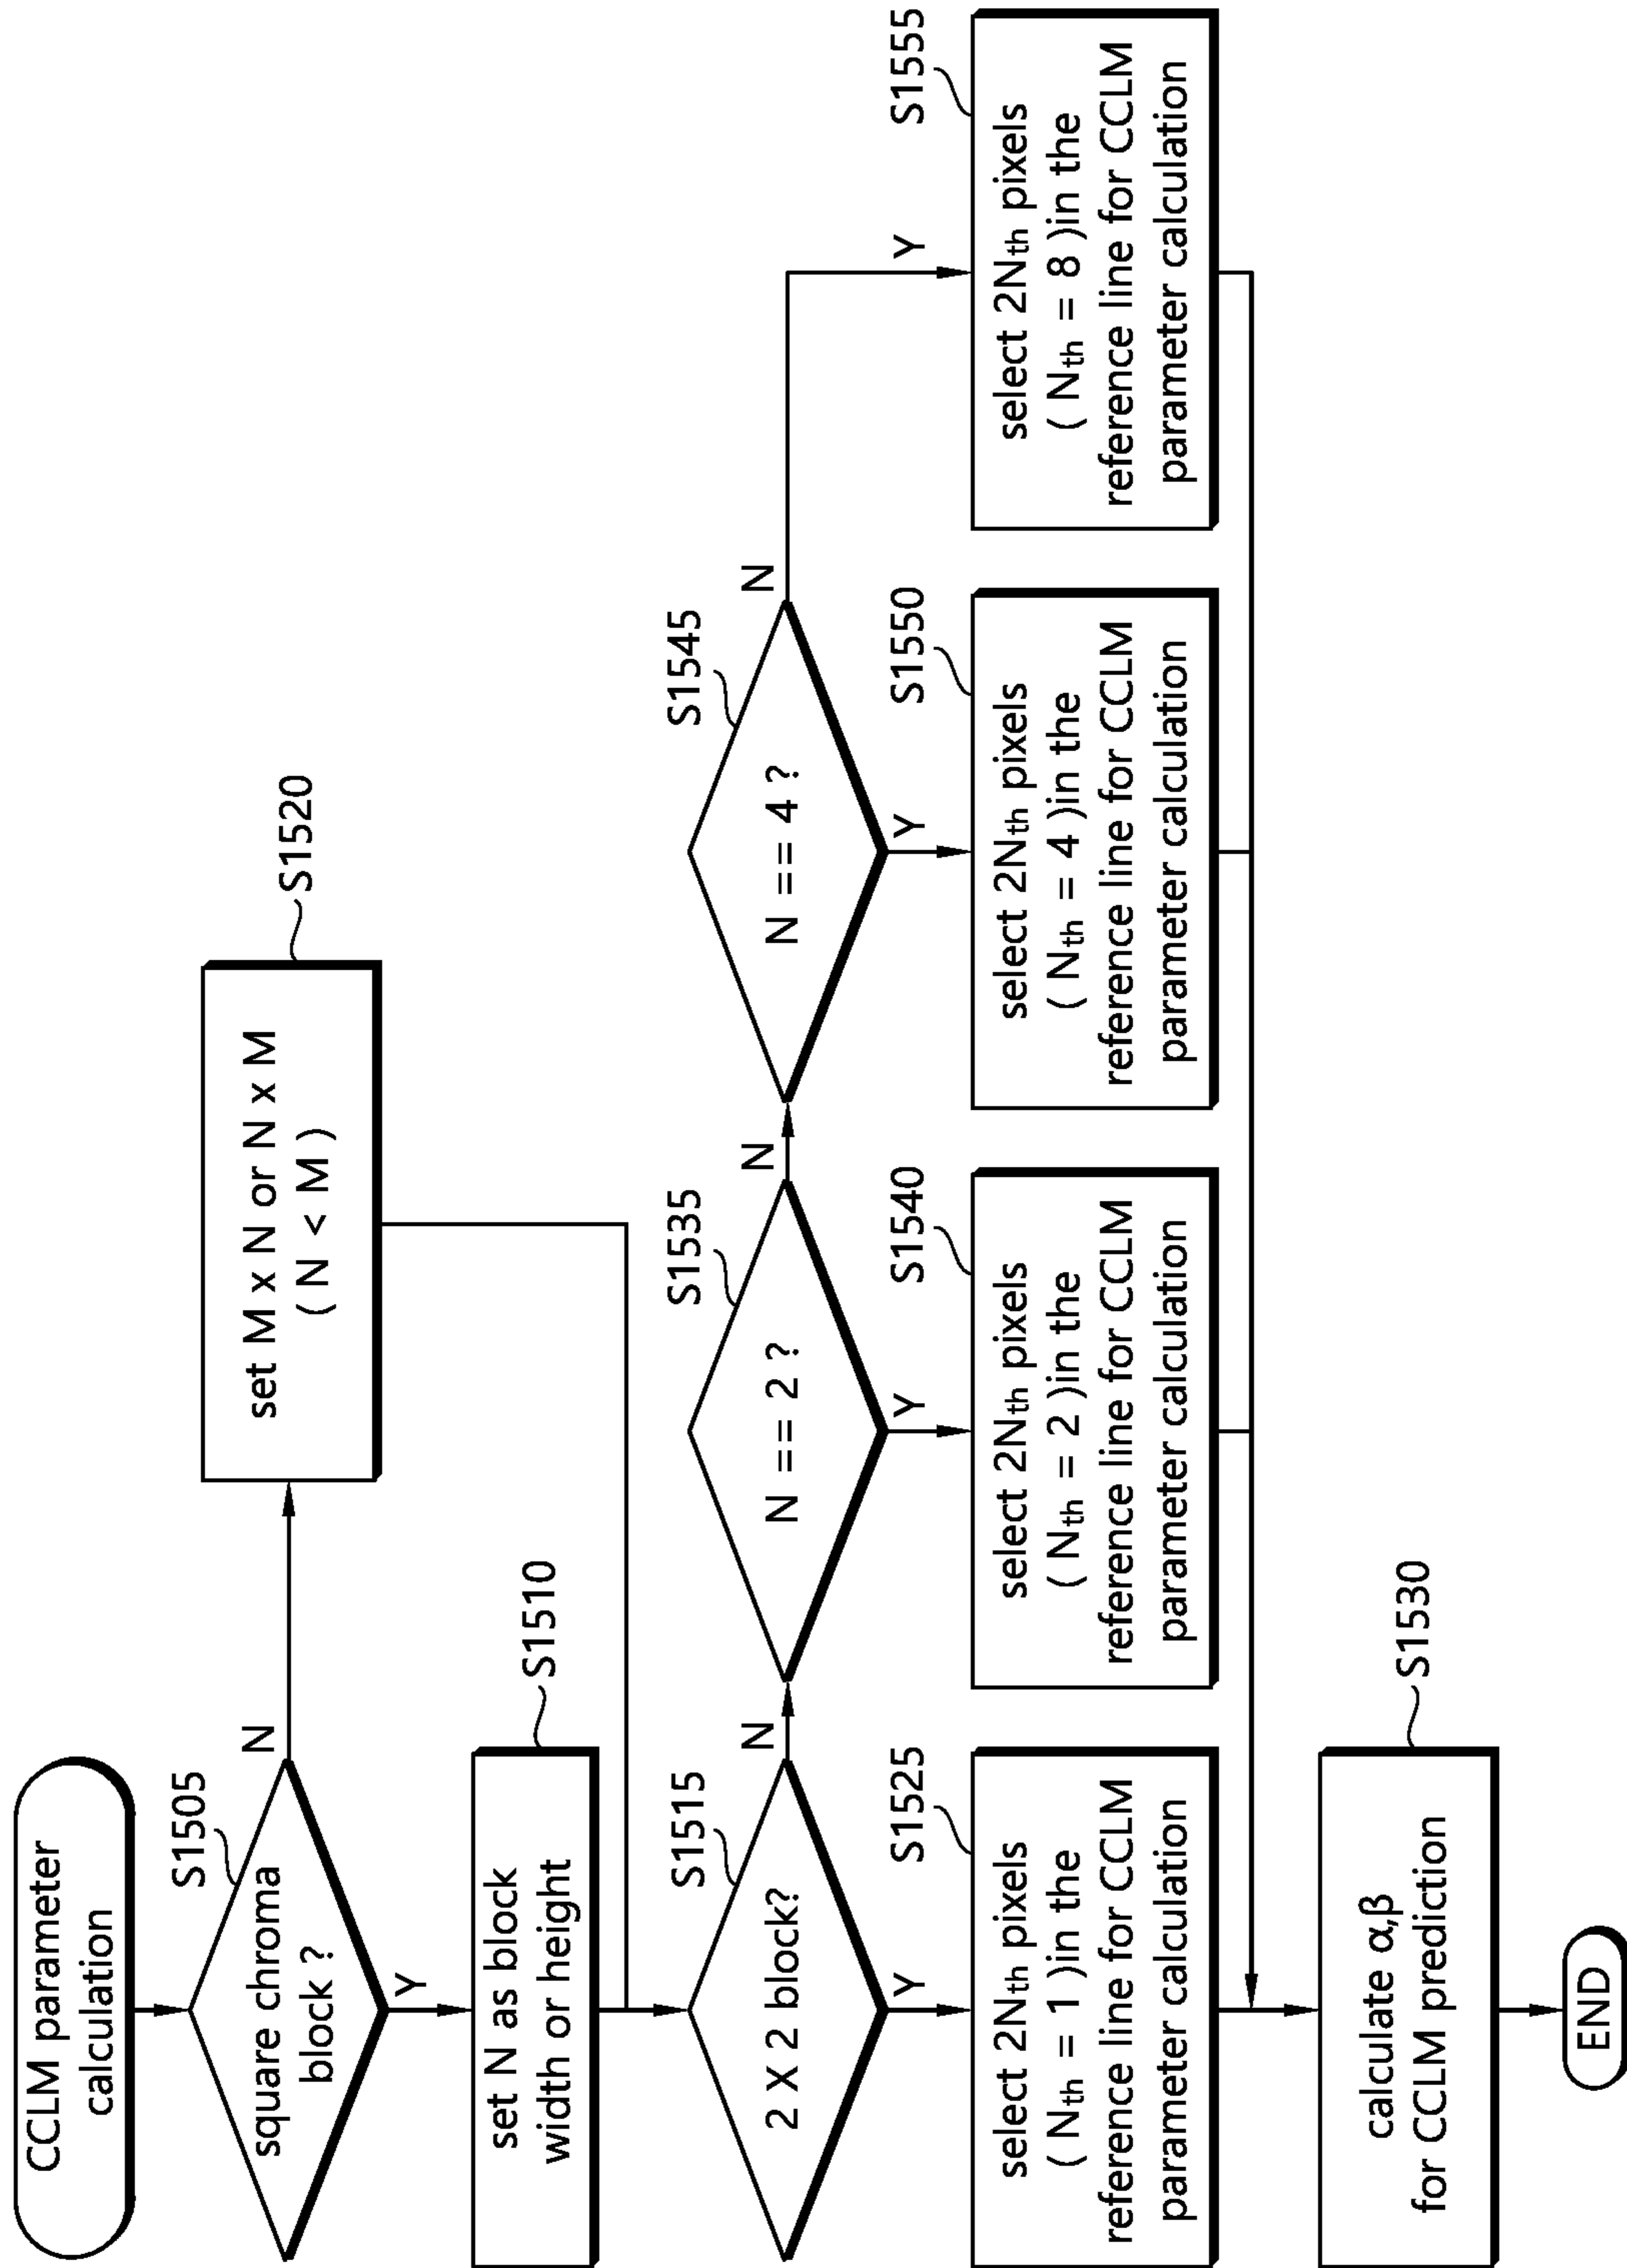 CCLM parameter
calculation
S1505
square chroma
block ?
N
Y
S1520
set M x N or N x M
( N < M )
S1510
set N as block
width or height
S1515
2 X 2 block?
N
Y
S1535
N == 2 ?
N
Y
S1545
N == 4 ?
N
Y
Y
S1525
select 2Nth pixels
( Nth = 1 )in the
reference line for CCLM
parameter calculation
S1540
select 2Nth pixels
( Nth = 2 )in the
reference line for CCLM
parameter calculation
S1550
select 2Nth pixels
( Nth = 4 )in the
reference line for CCLM
parameter calculation
S1555
select 2Nth pixels
( Nth = 8 )in the
reference line for CCLM
parameter calculation
S1530
calculate α,β
for CCLM prediction
END